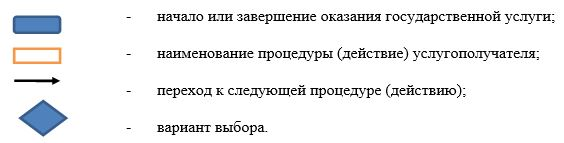 - начало или завершение оказания государственной услуги;
- наименование процедуры (действие) услугополучателя;
- переход к следующей процедуре (действию);
- вариант выбора.